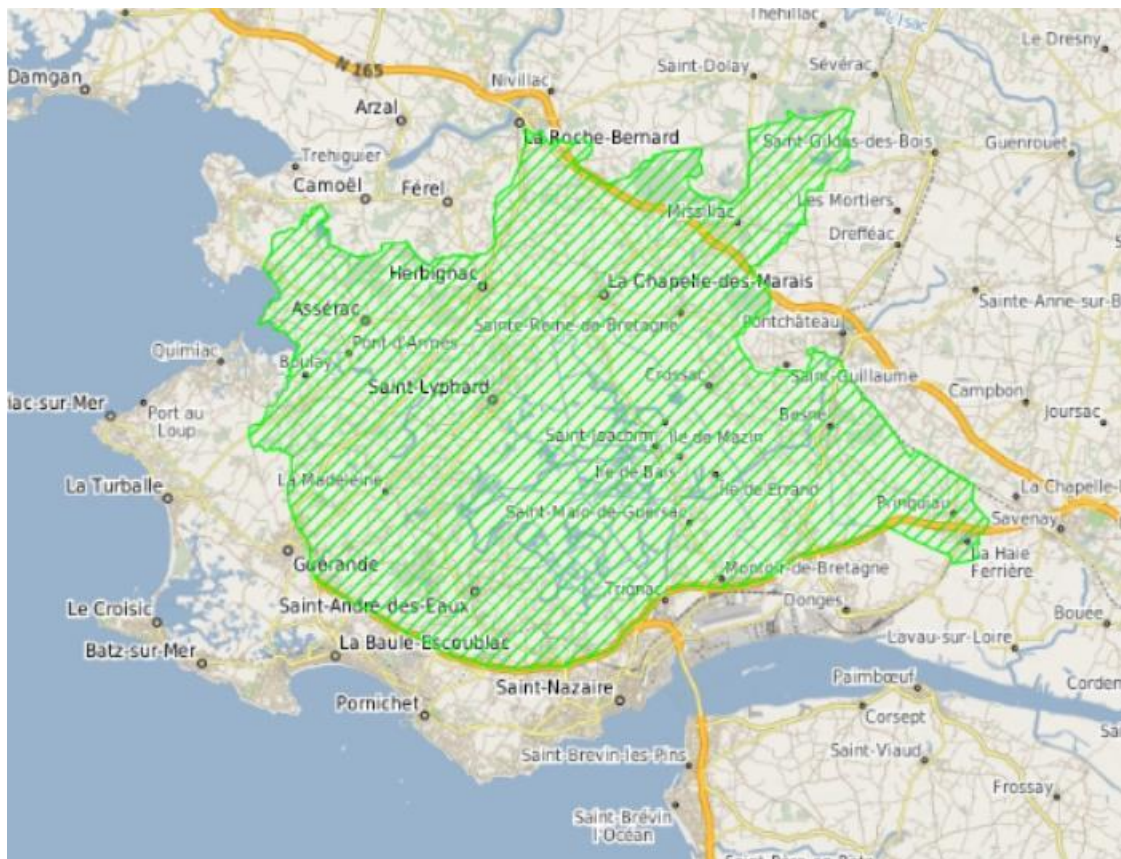 Théhillac
L'Isac
Le Dresny
Damgan
N 165
Nivillac
Saint-Dolay
Sévérac
Arzal
La Roche-Bernard
Saint-Gildas-des-Bois
Guenrouet
Trehiguier
Camoël
Férel
Missillac
Les Mortiers
Drefféac
Herbignac
La Chapelle-des-Marais
Sainte-Anne-sur-B
Assérac
Sainte-Reine-de-Bretagne
Pontchâteau
Quimiac
Pont-d'Armes
Boulay
Saint-Guillaume
Saint-Lyphard
Crossac
Campbon
iac-sur-Mer
Port au
Loup
Besné
Joursac
Saint-Joachim
Ile de Mazin
La Turballe
La Madeleine
Ile de Bais
Ile de Errand
La Chapelle-L
Saint-Malo-de-Guersac
Prinquiau
Savenay
Guérande
La Haie
Ferrière
Montoir-de-Bretagne
Saint-André-des-Eaux
Trignac
Donges
Le Croisic
Bouée
Batz-sur-Mer
La Baule-Escoublac
Lavau-sur-Loire
Saint-Nazaire
Paimbœuf
Corden
Pornichet
Corsept
Saint-Brevin-les-Pins
Saint-Viaud
Frossay
Saint-Brévin
l'Océan